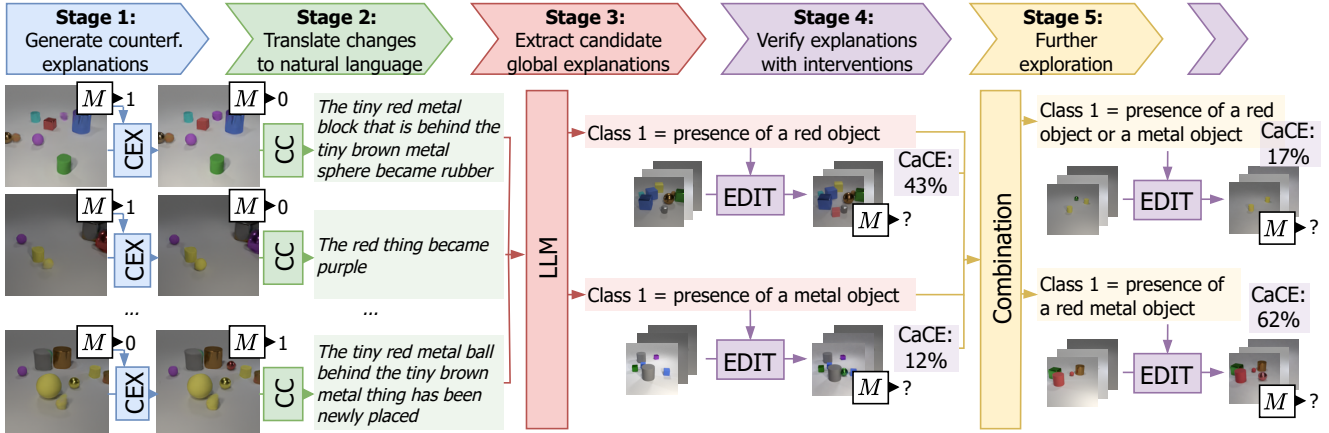 Stage 1:
Generate counterf.
explanations
Stage 2:
Translate changes
to natural language
Stage 3:
Extract candidate
global explanations
Stage 4:
Verify explanations
with interventions
Stage 5:
Further
exploration
M 1
CEX
M 0
CC
The tiny red metal
block that is behind the
tiny brown metal
sphere became rubber
M 1
CEX
M 0
CC
The red thing became
purple
...
...
M 0
CEX
M 1
CC
The tiny red metal ball
behind the tiny brown
metal thing has been
newly placed
LLM
Class 1 = presence of a red object
EDIT
CaCE:
43%
M ?
Class 1 = presence of a metal object
EDIT
CaCE:
12%
M ?
Combination
Class 1 = presence of a red
object or a metal object
EDIT
CaCE:
17%
M ?
Class 1 = presence of
a red metal object
EDIT
CaCE:
62%
M ?